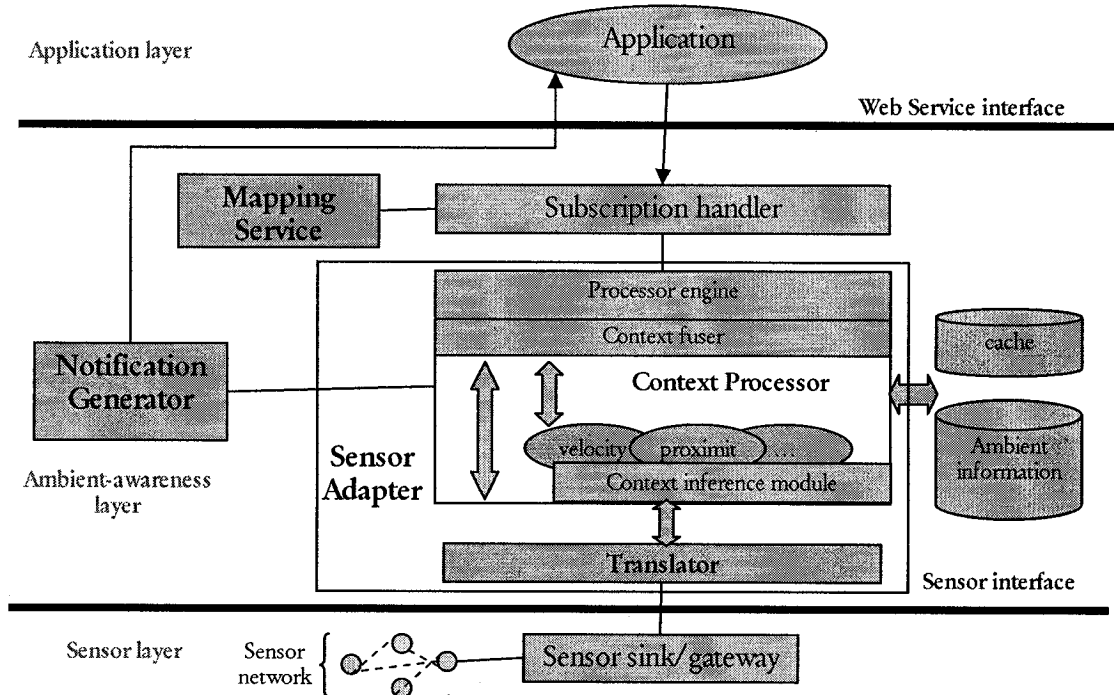 Application
Application layer
Web Service interface
Mapping
Service
Subscription handler
Processor engine
Context fuser
cache
Notification
Generator
Context Processor
velocity
proximit
...
Ambient
information
Sensor
Adapter
Context inference module
Ambient-awareness
layer
Translator
Sensor interface
Sensor layer
Sensor
network
Sensor sink/gateway